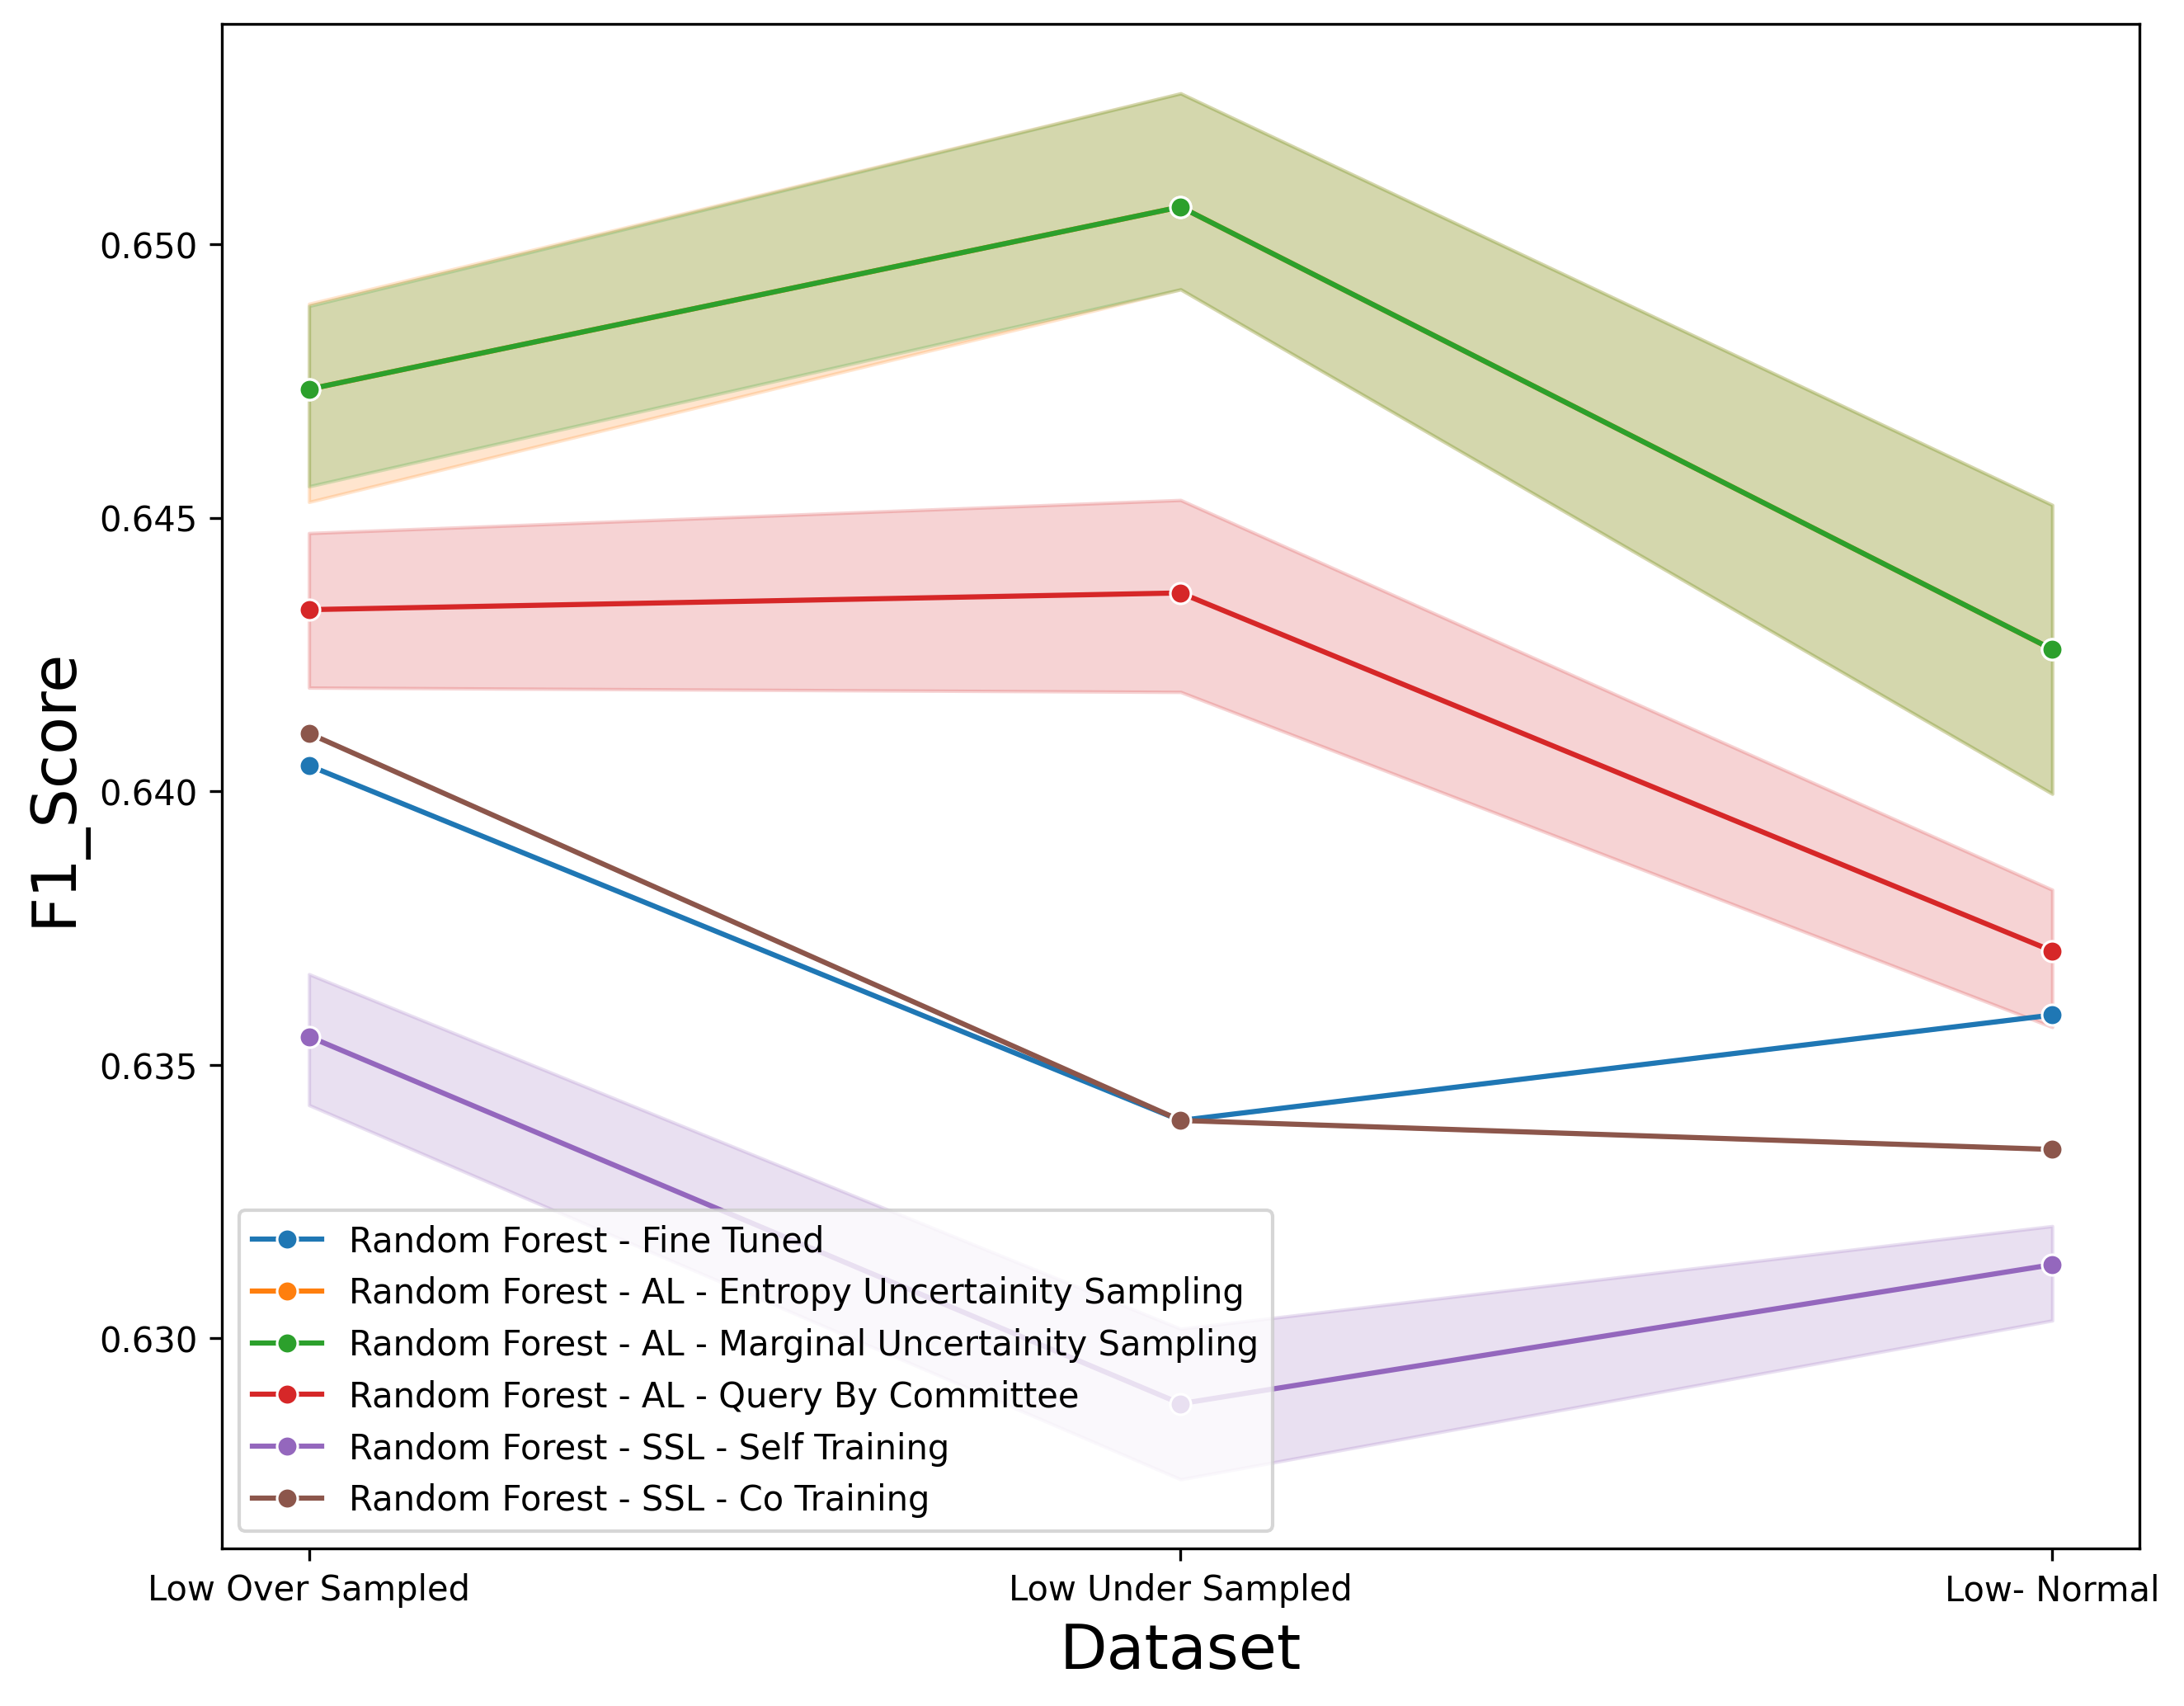 F1_Score
0.650
0.645
0.640
0.635
0.630
Random Forest - Fine Tuned
Random Forest - AL - Entropy Uncertainity Sampling
Random Forest - AL - Marginal Uncertainity Sampling
Random Forest - AL - Query By Committee
Random Forest - SSL - Self Training
Random Forest - SSL - Co Training
Low Over Sampled
Low Under Sampled
Low- Normal
Dataset